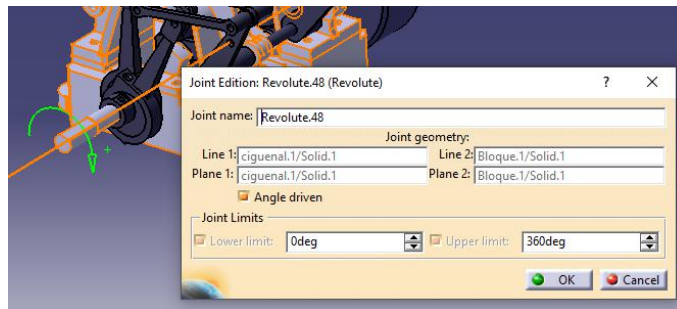 Joint Edition: Revolute.48 (Revolute) ? X
Joint name: Revolute.48
Joint geometry:
Line 1: ciguenal.1/Solid.1 Line 2: Bloque.1/Solid.1
Plane 1: ciguenal.1/Solid.1 Plane 2: Bloque.1/Solid.1
Angle driven
Joint Limits
Lower limit: 0deg Upper limit: 360deg
OK Cancel